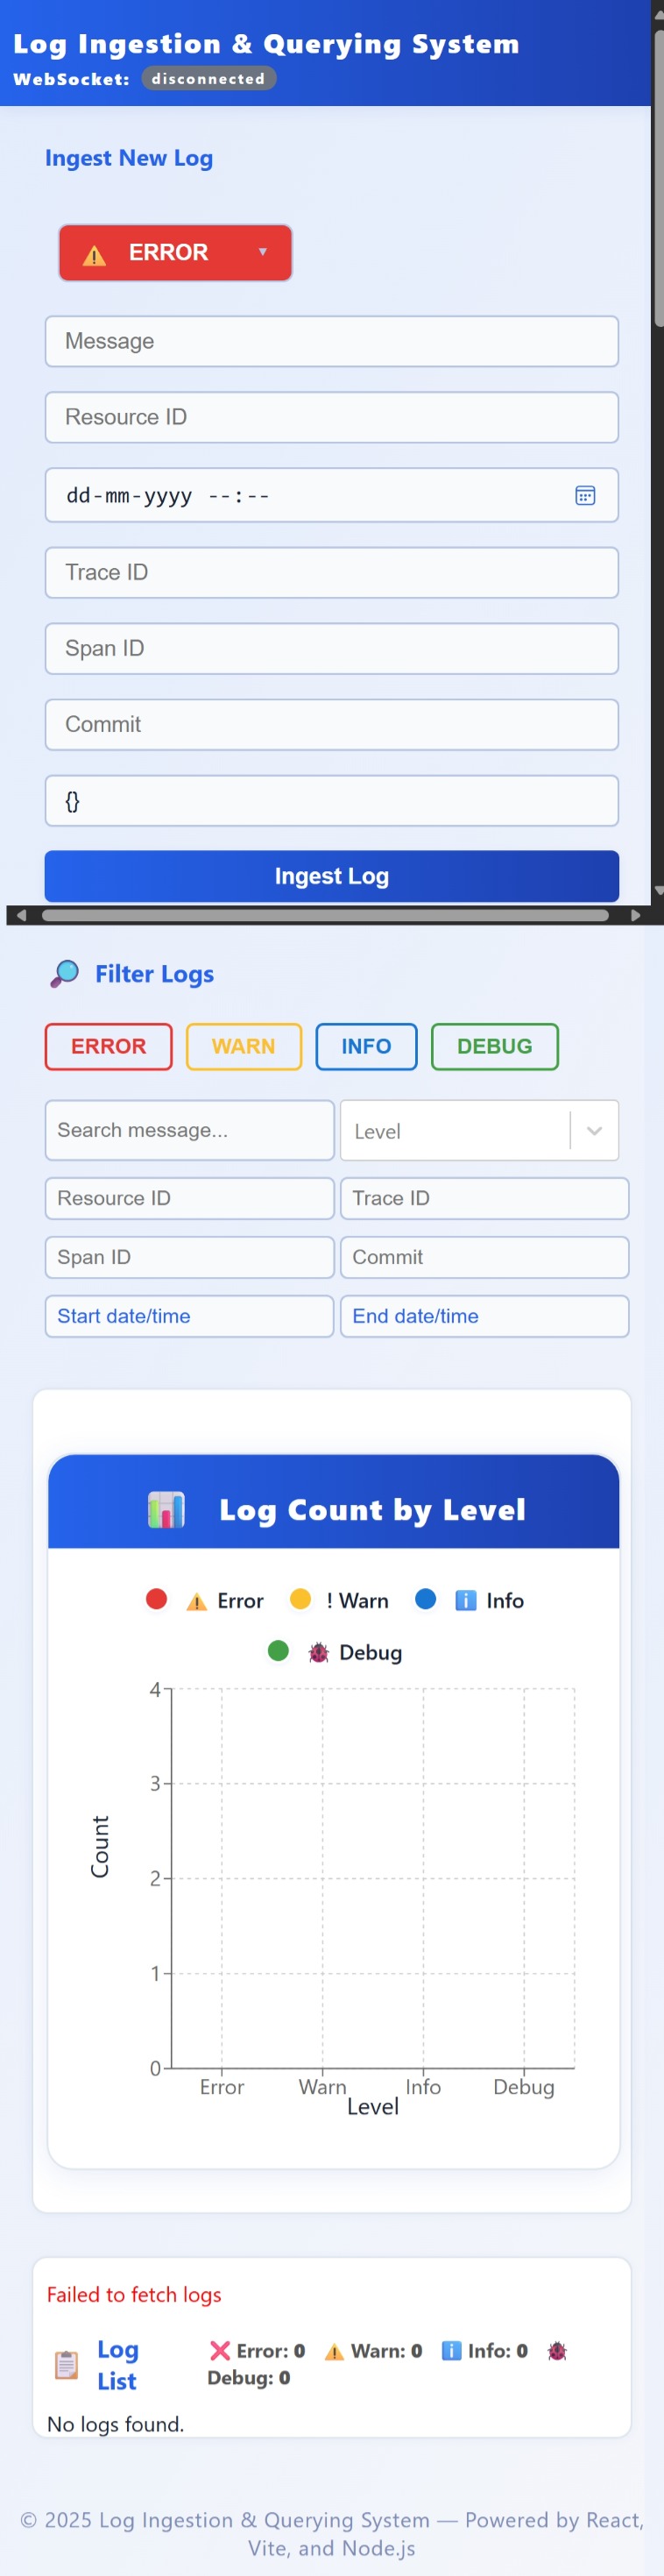 Log Ingestion & Querying System
WebSocket: disconnected
Ingest New Log
ERROR
Message
Resource ID
dd-mm-yyyy --:--
Trace ID
Span ID
Commit
{}
Ingest Log
Filter Logs
ERROR WARN INFO DEBUG
Search message... Level
Resource ID Trace ID
Span ID Commit
Start date/time End date/time
Log Count by Level
Error ! Warn Info
Debug
4
3
2
1
0
Count
Error Warn Info Debug
Level
Failed to fetch logs
Log List
Error: 0 Warn: 0 Info: 0
Debug: 0
No logs found.
© 2025 Log Ingestion & Querying System — Powered by React,
Vite, and Node.js